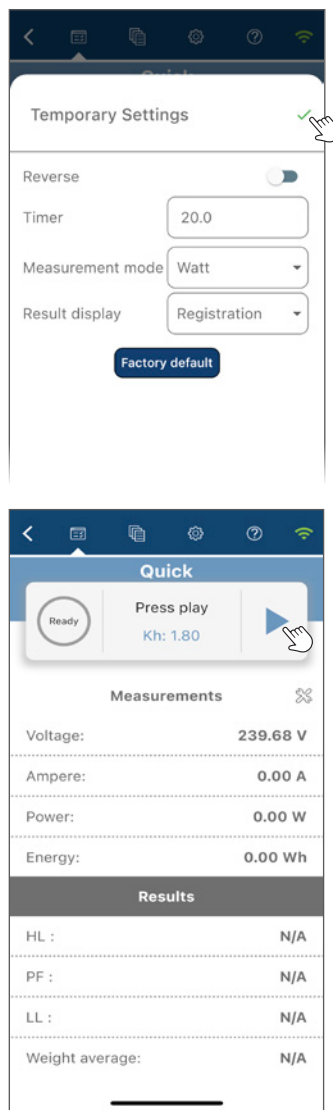 Temporary Settings
Reverse
Timer 20.0
Measurement mode Watt
Result display Registration
Factory default
Quick
Ready
Press play
Kh: 1.80
Measurements
Voltage: 239.68 V
Ampere: 0.00 A
Power: 0.00 W
Energy: 0.00 Wh
Results
HL : N/A
PF : N/A
LL : N/A
Weight average: N/A